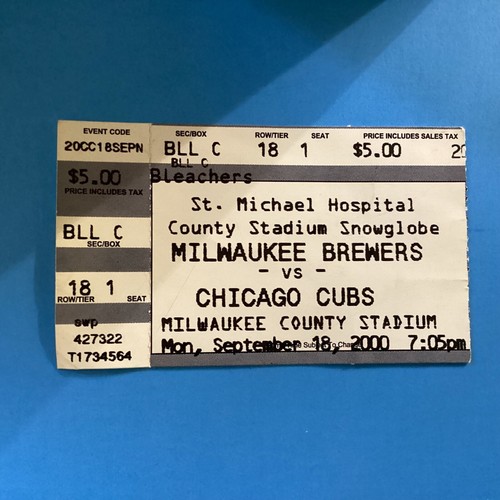 EVENT CODE
20CC18SEPN
$5.00
PRICE INCLUDES TAX
BLL C
SEC/BOX
18 1
ROW/TIER SEAT
swp
427322
T1734564
SEC/BOX ROW/TIER SEAT PRICE INCLUDES SALES TAX
BLL C 18 1 $5.00
BLL C
Bleachers
St. Michael Hospital
County Stadium Snowglobe
MILWAUKEE BREWERS
- vs -
CHICAGO CUBS
MILWAUKEE COUNTY STADIUM
Mon, September 18, 2000 7:05pm